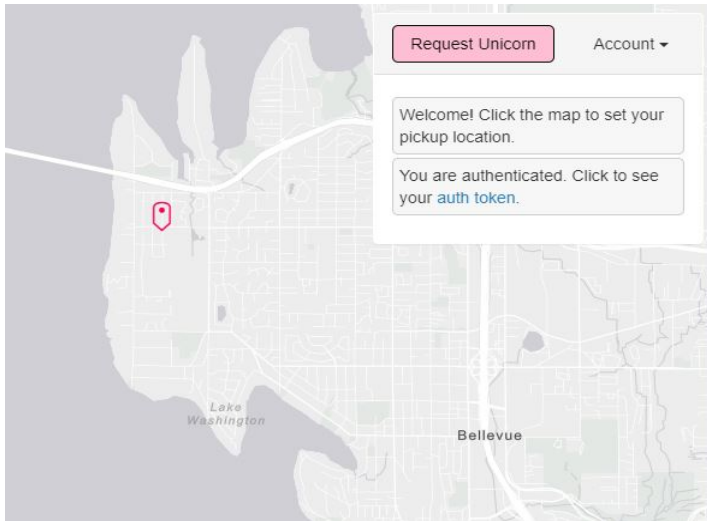 Request Unicorn
Account
Welcome! Click the map to set your
pickup location.
You are authenticated. Click to see
your auth token.
Lake
Washington
Bellevue